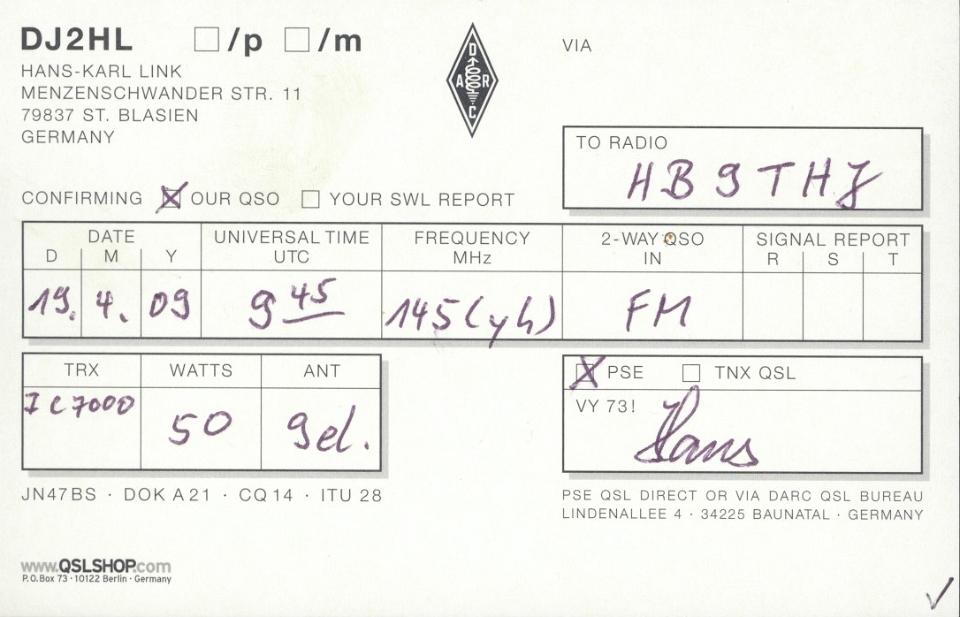 DJ2HL □/p □/m
HANS-KARL LINK
MENZENSCHWANDER STR. 11
79837 ST. BLASIEN
GERMANY
DARC
VIA
TO RADIO
HB9THJ
CONFIRMING ☒ OUR QSO □ YOUR SWL REPORT
DATE UNIVERSAL TIME FREQUENCY 2-WAY QSO SIGNAL REPORT
D M Y UTC MHz IN R S T
19. 4. 09 9 45 145 (yh) FM
TRX WATTS ANT
IC7000 50 9el.
☒ PSE □ TNX QSL
VY 73!
Hans
JN47BS · DOK A21 · CQ 14 · ITU 28
PSE QSL DIRECT OR VIA DARC QSL BUREAU
LINDENALLEE 4 · 34225 BAUNATAL · GERMANY
www.QSLSHOP.com
P.O.Box 73 · 10122 Berlin · Germany